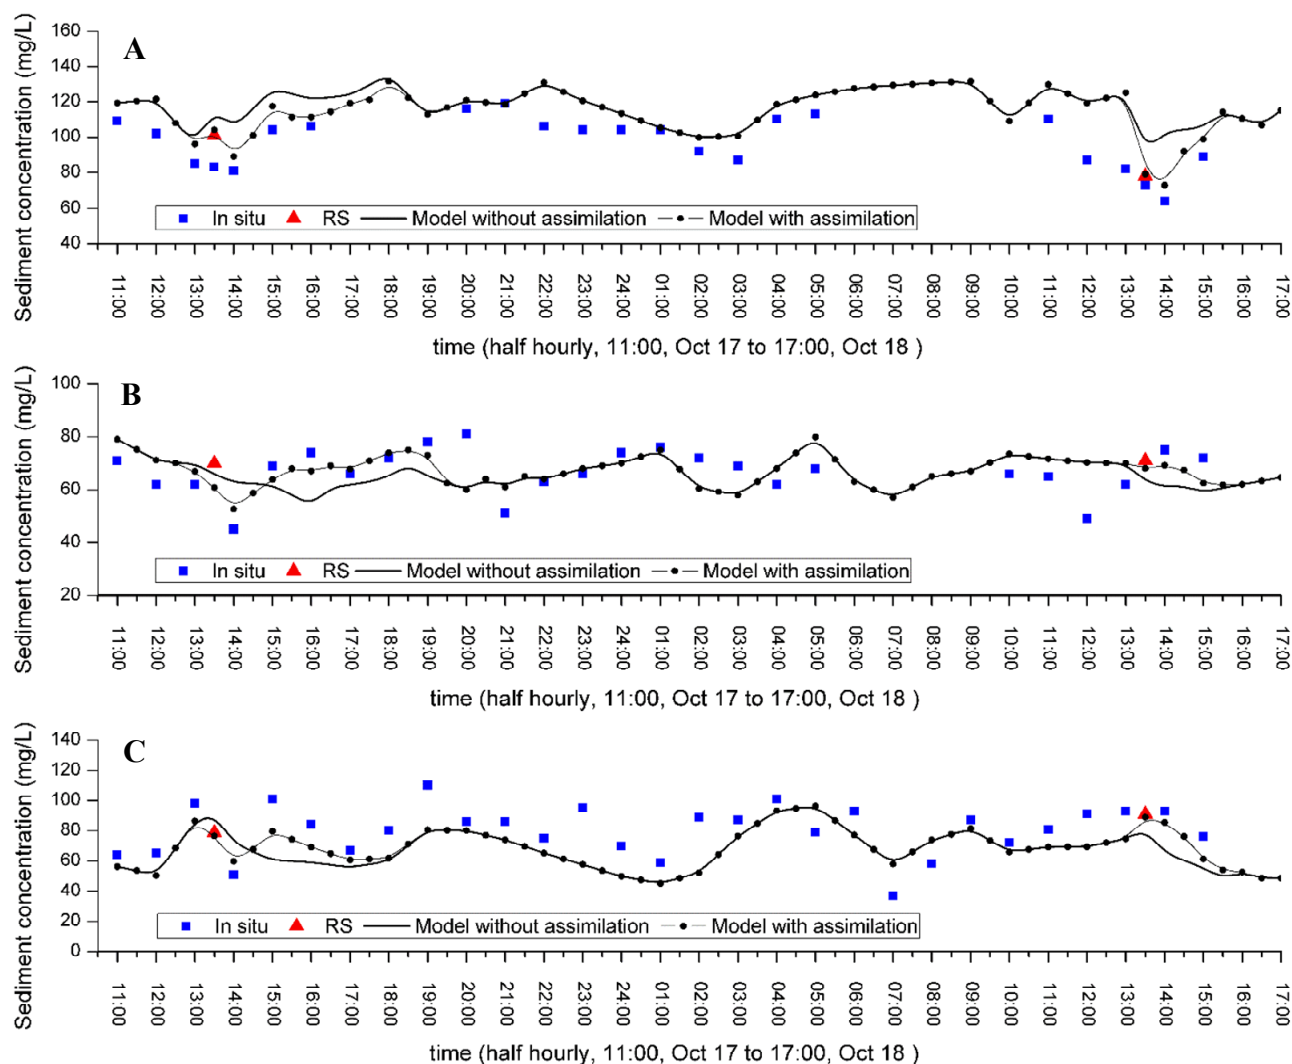 A
Sediment concentration (mg/L)
160
140
120
100
80
60
40
In situ RS Model without assimilation Model with assimilation
11:00 12:00 13:00 14:00 15:00 16:00 17:00 18:00 19:00 20:00 21:00 22:00 23:00 24:00 01:00 02:00 03:00 04:00 05:00 06:00 07:00 08:00 09:00 10:00 11:00 12:00 13:00 14:00 15:00 16:00 17:00
time (half hourly, 11:00, Oct 17 to 17:00, Oct 18 )
B
Sediment concentration (mg/L)
100
80
60
40
20
In situ RS Model without assimilation Model with assimilation
11:00 12:00 13:00 14:00 15:00 16:00 17:00 18:00 19:00 20:00 21:00 22:00 23:00 24:00 01:00 02:00 03:00 04:00 05:00 06:00 07:00 08:00 09:00 10:00 11:00 12:00 13:00 14:00 15:00 16:00 17:00
time (half hourly, 11:00, Oct 17 to 17:00, Oct 18 )
C
Sediment concentration (mg/L)
140
120
100
80
60
40
20
0
In situ RS Model without assimilation Model with assimilation
11:00 12:00 13:00 14:00 15:00 16:00 17:00 18:00 19:00 20:00 21:00 22:00 23:00 24:00 01:00 02:00 03:00 04:00 05:00 06:00 07:00 08:00 09:00 10:00 11:00 12:00 13:00 14:00 15:00 16:00 17:00
time (half hourly, 11:00, Oct 17 to 17:00, Oct 18 )